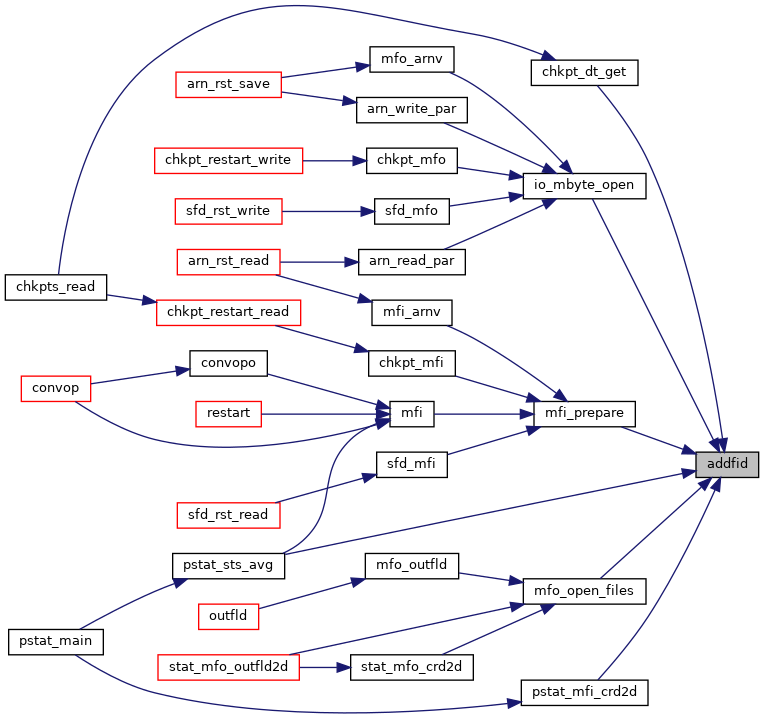 mfo_arnv
chkpt_dt_get
arn_rst_save
arn_write_par
chkpt_restart_write
chkpt_mfo
io_mbyte_open
sfd_rst_write
sfd_mfo
arn_rst_read
arn_read_par
chkpts_read
chkpt_restart_read
mfi_arnv
convopo
chkpt_mfi
convop
restart
mfi
mfi_prepare
sfd_mfi
addfid
sfd_rst_read
pstat_sts_avg
mfo_outfld
mfo_open_files
outfld
pstat_main
stat_mfo_outfld2d
stat_mfo_crd2d
pstat_mfi_crd2d